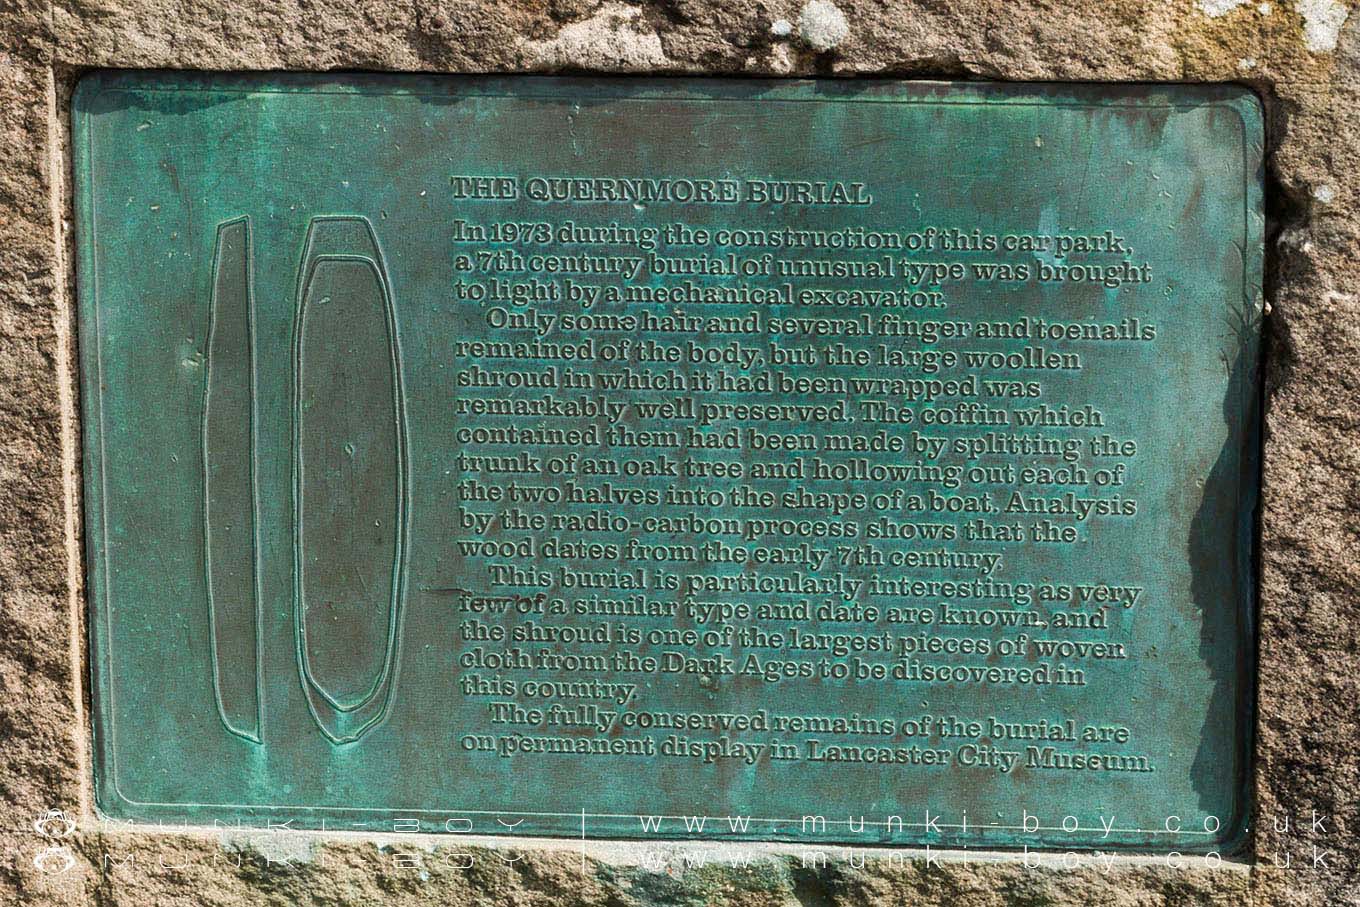 THE QUERNMORE BURIAL
In 1973 during the construction of this car park,
a 7th century burial of unusual type was brought
to light by a mechanical excavator.
Only some hair and several finger and toenails
remained of the body, but the large woollen
shroud in which it had been wrapped was
remarkably well preserved. The coffin which
contained them had been made by splitting the
trunk of an oak tree and hollowing out each of
the two halves into the shape of a boat. Analysis
by the radio-carbon process shows that the
wood dates from the early 7th century.
This burial is particularly interesting as very
few of a similar type and date are known, and
the shroud is one of the largest pieces of woven
cloth from the Dark Ages to be discovered in
this country.
The fully conserved remains of the burial are
on permanent display in Lancaster City Museum.
MUNKI-BOY | www.munki-boy.co.uk
MUNKI-BOY | www.munki-boy.co.uk